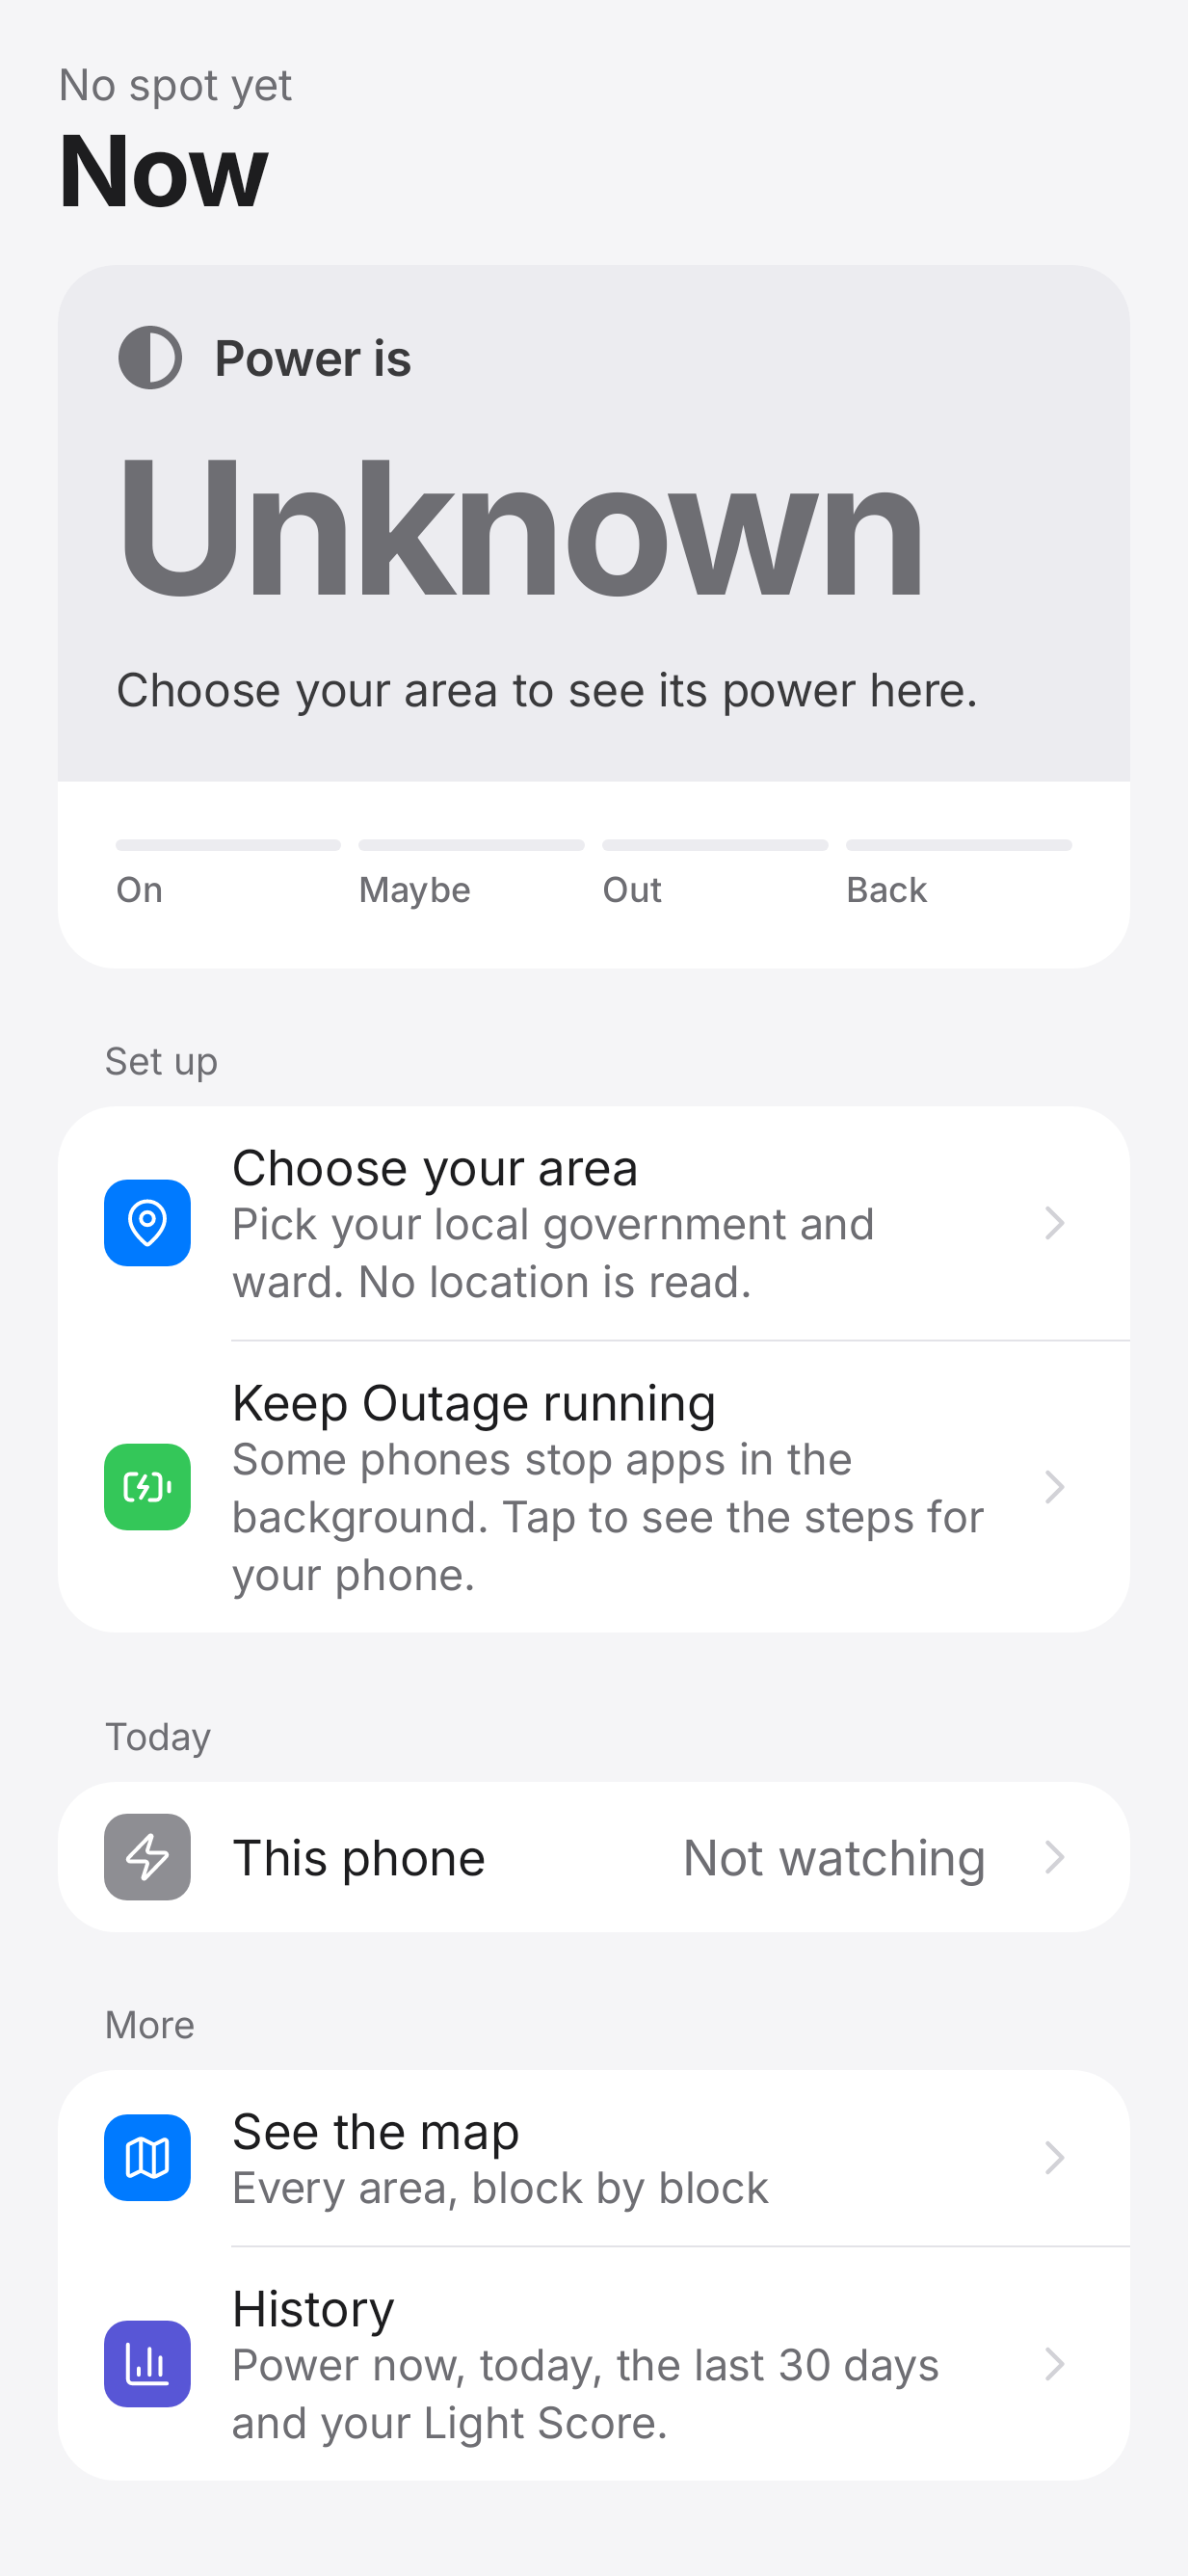 No spot yet
Now
Power is
Unknown
Choose your area to see its power here.
On
Maybe
Out
Back
Set up
Choose your area
Pick your local government and
ward. No location is read.
Keep Outage running
Some phones stop apps in the
background. Tap to see the steps for
your phone.
Today
This phone
Not watching
More
See the map
Every area, block by block
History
Power now, today, the last 30 days
and your Light Score.